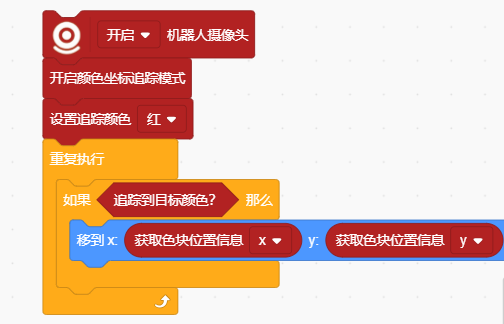 开启 机器人摄像头
开启颜色坐标追踪模式
设置追踪颜色 红
重复执行
如果 追踪到目标颜色? 那么
移到 x: 获取色块位置信息 x y: 获取色块位置信息 y